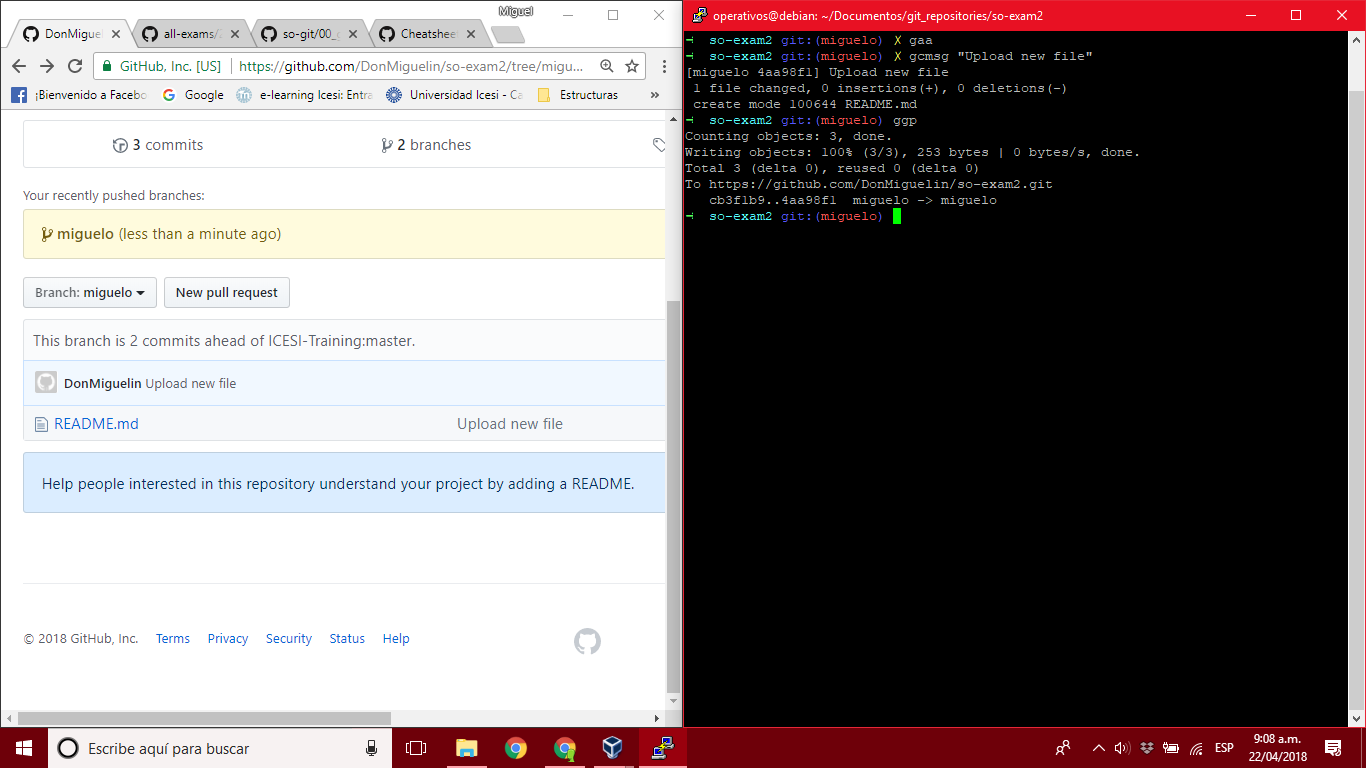 Miguel
DonMiguel
all-exams/
so-git/00_
Cheatshee
GitHub, Inc. [US]
https://github.com/DonMiguelin/so-exam2/tree/migu...
¡Bienvenido a Facebo
Google
e-learning Icesi: Entra
Universidad Icesi - Ca
Estructuras
»
3 commits
2 branches
Your recently pushed branches:
miguelo (less than a minute ago)
Branch: miguelo
New pull request
This branch is 2 commits ahead of ICESI-Training:master.
DonMiguelin Upload new file
README.md
Upload new file
Help people interested in this repository understand your project by adding a README.
© 2018 GitHub, Inc.
Terms
Privacy
Security
Status
Help
operativos@debian: ~/Documentos/git_repositories/so-exam2
→ so-exam2 git:(miguelo) ✗ gaa
→ so-exam2 git:(miguelo) ✗ gcmsg "Upload new file"
[miguelo 4aa98f1] Upload new file
1 file changed, 0 insertions(+), 0 deletions(-)
create mode 100644 README.md
→ so-exam2 git:(miguelo) ggp
Counting objects: 3, done.
Writing objects: 100% (3/3), 253 bytes | 0 bytes/s, done.
Total 3 (delta 0), reused 0 (delta 0)
To https://github.com/DonMiguelin/so-exam2.git
cb3f1b9..4aa98f1 miguelo -> miguelo
→ so-exam2 git:(miguelo)
Escribe aquí para buscar
ESP
9:08 a.m.
22/04/2018